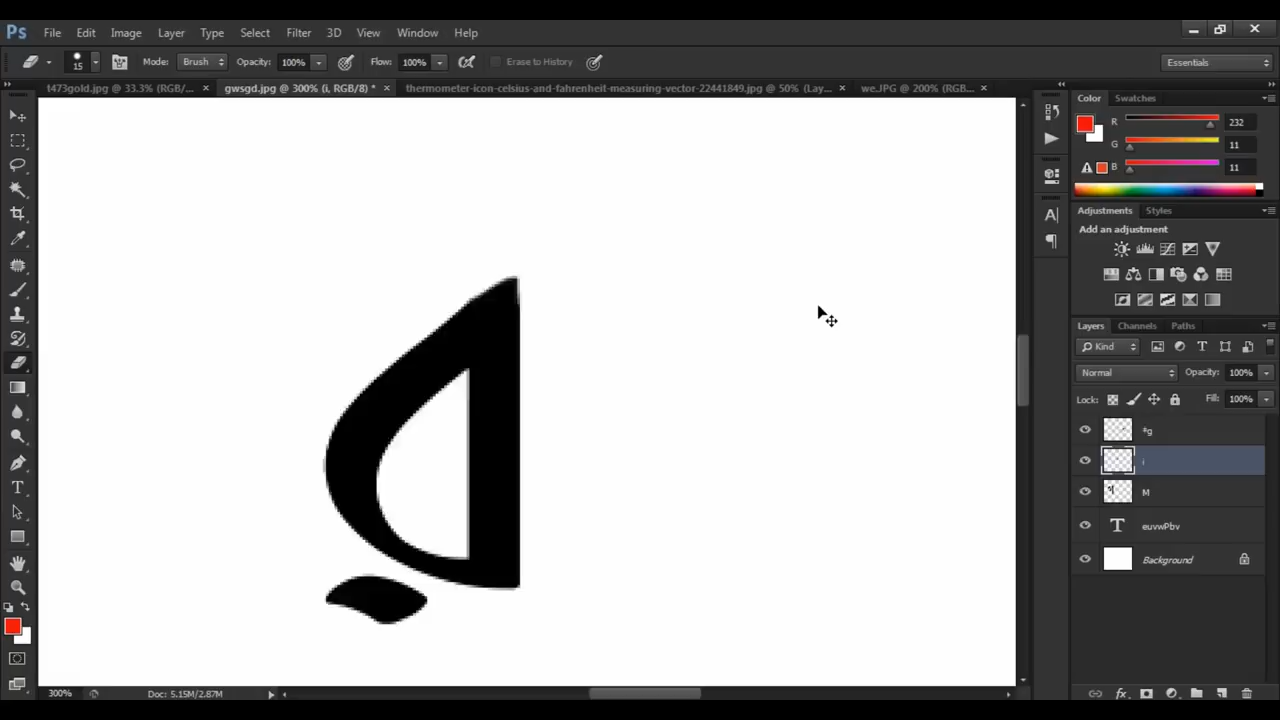 Ps File Edit Image Layer Type Select Filter 3D View Window Help
15 Mode: Brush Opacity: 100% Flow: 100% Erase to History Essentials
f473gold.jpg @ 33.3% (RGB/... × gwsgd.jpg @ 300% (i, RGB/8) * × thermometer-icon-celsius-and-fahrenheit-measuring-vector-22441849.jpg @ 50% (Lay... × we.JPG @ 200% (RGB... ×
Color Swatches
R 232
G 11
B 11
Adjustments Styles
Add an adjustment
Layers Channels Paths
Kind
Normal Opacity: 100%
Lock: Fill: 100%
‡g
i
M
T euvwPbv
Background
300% Doc: 5.15M/2.87M